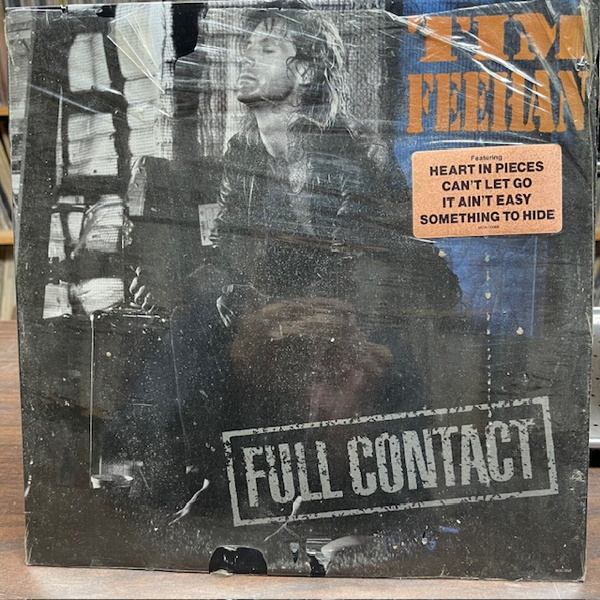 TIM
FEEHAN
Featuring
HEART IN PIECES
CAN'T LET GO
IT AIN'T EASY
SOMETHING TO HIDE
FULL CONTACT